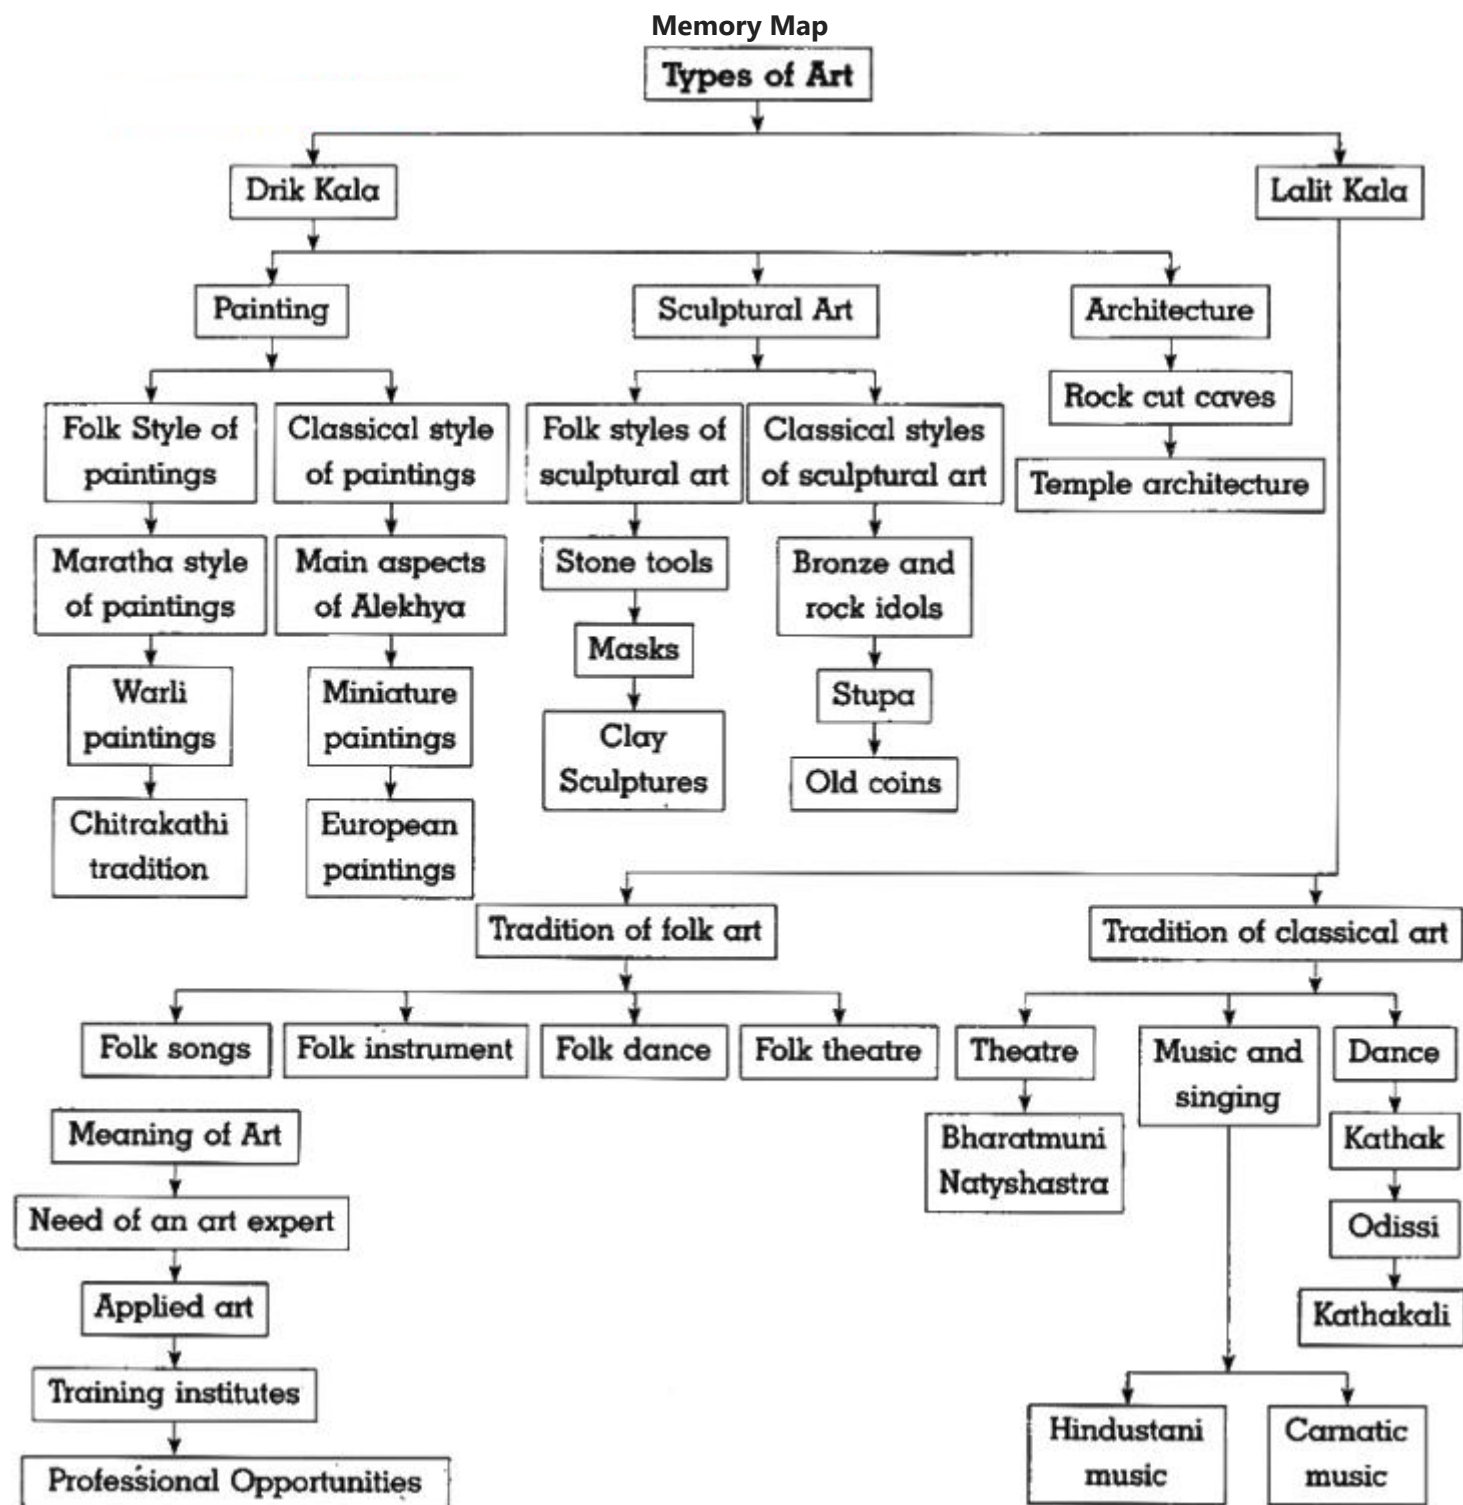 Memory Map
Types of Art
Drik Kala
Lalit Kala
Painting
Sculptural Art
Architecture
Folk Style of
paintings
Classical style
of paintings
Folk styles of
sculptural art
Classical styles
of sculptural art
Rock cut caves
Temple architecture
Maratha style
of paintings
Main aspects
of Alekhya
Stone tools
Bronze and
rock idols
Masks
Warli
paintings
Miniature
paintings
Stupa
Clay
Sculptures
Old coins
Chitrakathi
tradition
European
paintings
Tradition of folk art
Tradition of classical art
Folk songs
Folk instrument
Folk dance
Folk theatre
Theatre
Music and
singing
Dance
Bharatmuni
Natyshastra
Kathak
Odissi
Kathakali
Hindustani
music
Carnatic
music
Meaning of Art
Need of an art expert
Applied art
Training institutes
Professional Opportunities